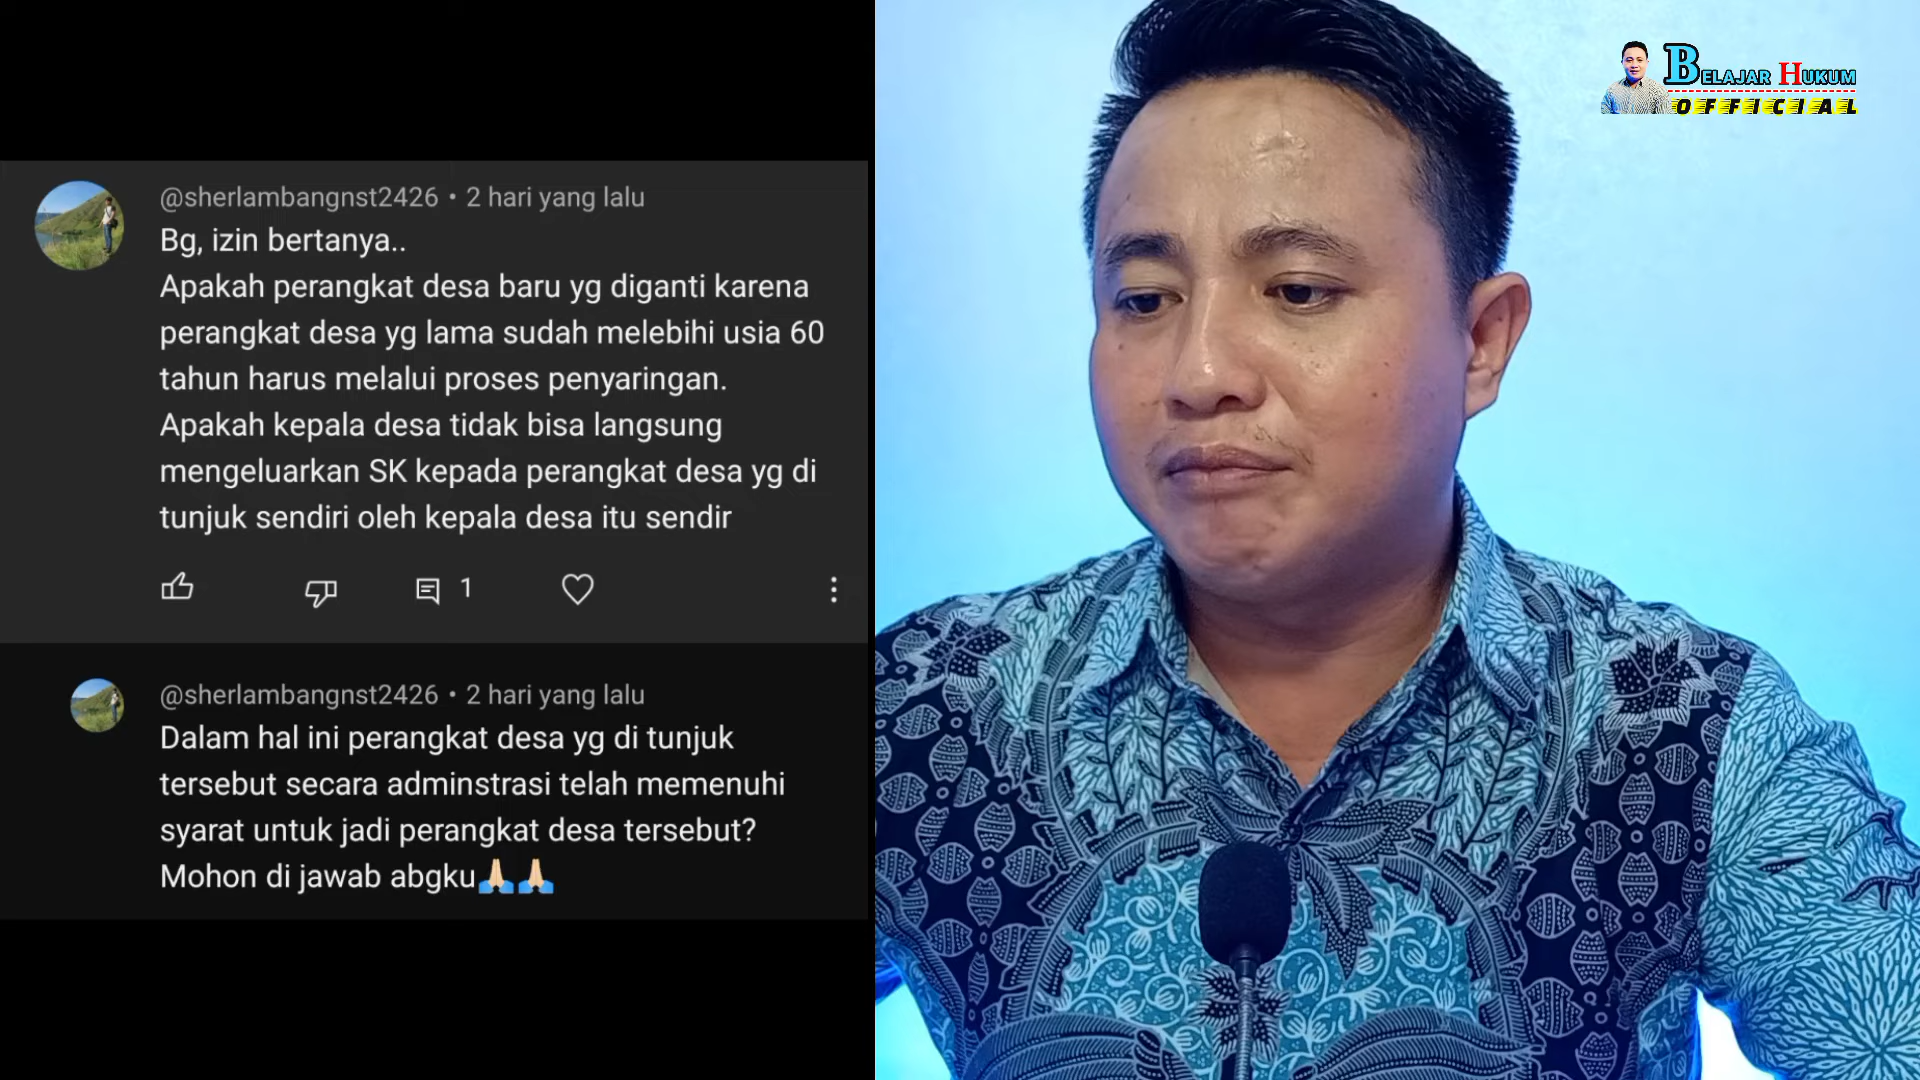 @sherlambangnst2426 • 2 hari yang lalu
Bg, izin bertanya..
Apakah perangkat desa baru yg diganti karena
perangkat desa yg lama sudah melebihi usia 60
tahun harus melalui proses penyaringan.
Apakah kepala desa tidak bisa langsung
mengeluarkan SK kepada perangkat desa yg di
tunjuk sendiri oleh kepala desa itu sendir
1
@sherlambangnst2426 • 2 hari yang lalu
Dalam hal ini perangkat desa yg di tunjuk
tersebut secara adminstrasi telah memenuhi
syarat untuk jadi perangkat desa tersebut?
Mohon di jawab abgku🙏🏻🙏🏻
BELAJAR HUKUM
OFFICIAL